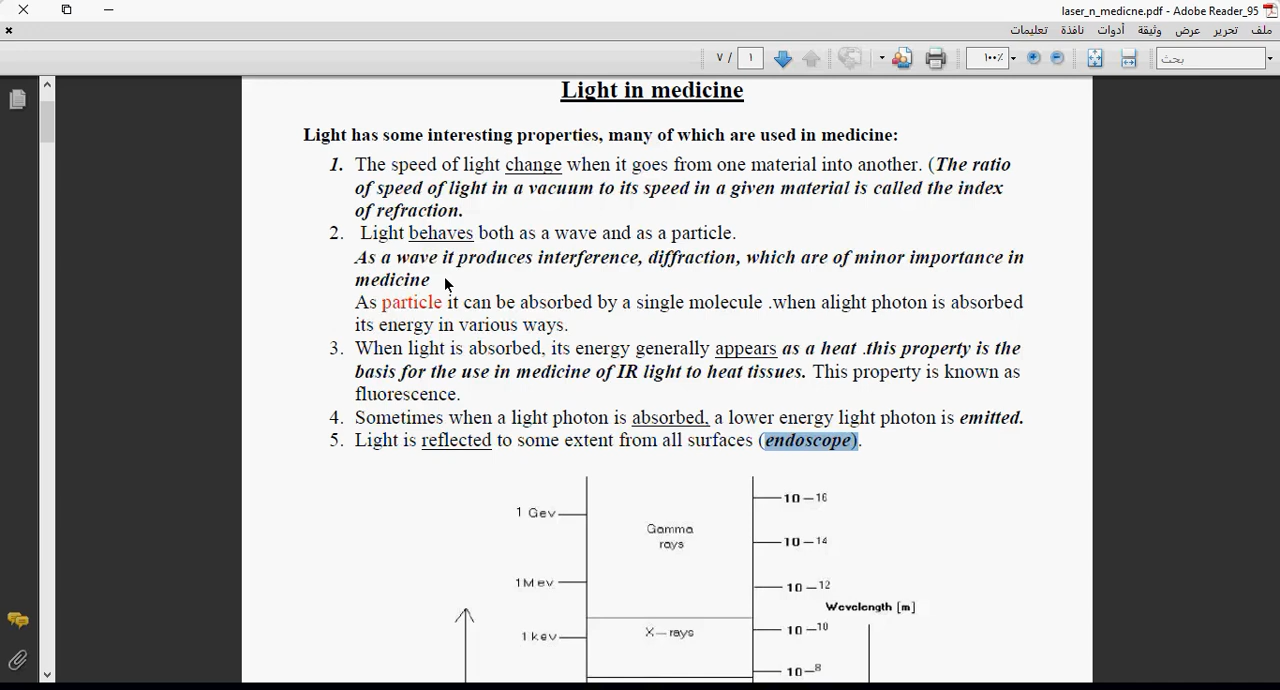 laser_n_medicne.pdf - Adobe Reader_95
ملف تحرير عرض وثيقة أدوات نافذة تعليمات
٧ / ١ ١٠٠٪ بحث
Light in medicine
Light has some interesting properties, many of which are used in medicine:
1. The speed of light change when it goes from one material into another. (The ratio
of speed of light in a vacuum to its speed in a given material is called the index
of refraction.
2. Light behaves both as a wave and as a particle.
As a wave it produces interference, diffraction, which are of minor importance in
medicine
As particle it can be absorbed by a single molecule .when alight photon is absorbed
its energy in various ways.
3. When light is absorbed, its energy generally appears as a heat .this property is the
basis for the use in medicine of IR light to heat tissues. This property is known as
fluorescence.
4. Sometimes when a light photon is absorbed, a lower energy light photon is emitted.
5. Light is reflected to some extent from all surfaces (endoscope).
1 Gev
Gamma
rays
10-16
10-14
1Mev
10-12
Wavelength [m]
1 kev
X-rays
10-10
10-8